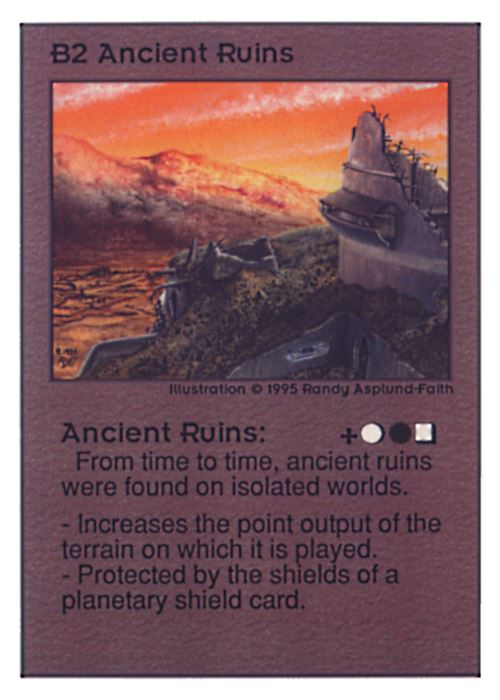 B2 Ancient Ruins
© 1995
Illustration © 1995 Randy Asplund-Faith
Ancient Ruins: +
From time to time, ancient ruins
were found on isolated worlds.
- Increases the point output of the
terrain on which it is played.
- Protected by the shields of a
planetary shield card.